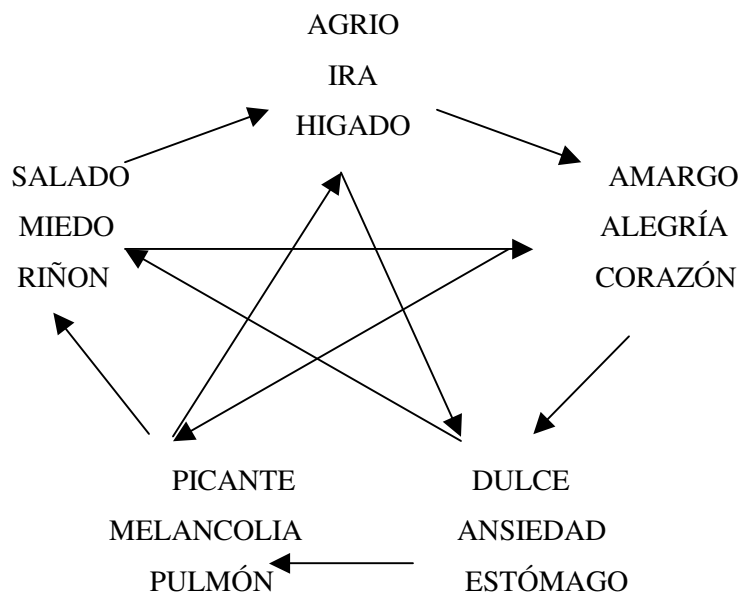 AGRIO
IRA
HIGADO
SALADO
MIEDO
RIÑON
AMARGO
ALEGRÍA
CORAZÓN
PICANTE
MELANCOLIA
PULMÓN
DULCE
ANSIEDAD
ESTÓMAGO